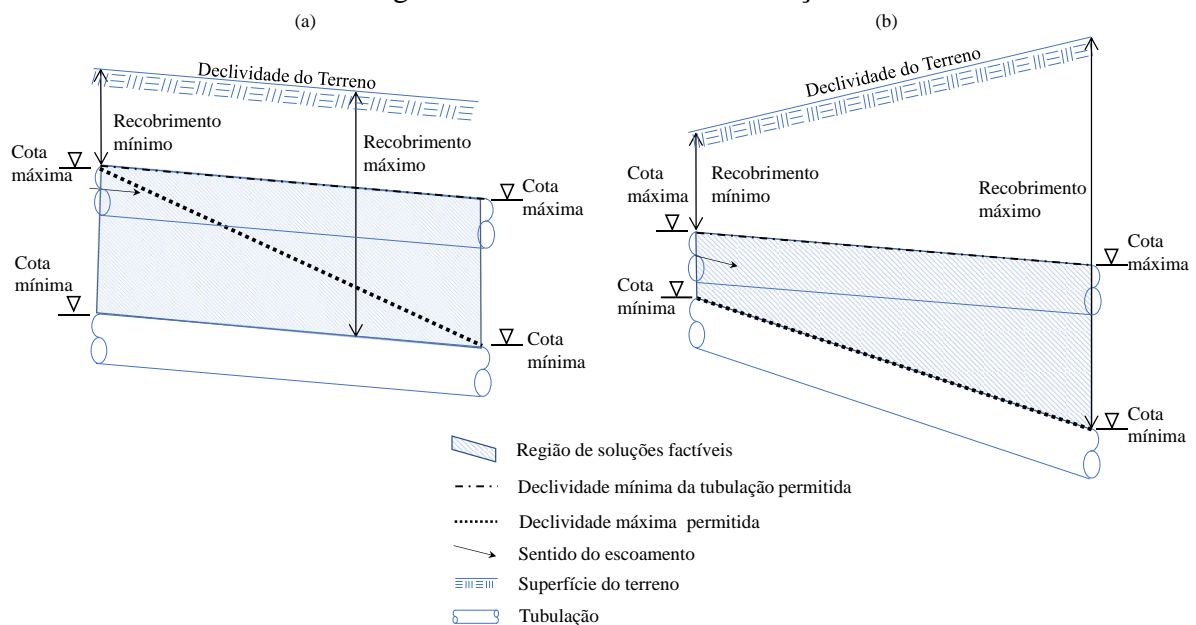 (a)
(b)
Declividade do Terreno
Recobrimento
mínimo
Recobrimento
máximo
Cota
máxima
Cota
máxima
Cota
mínima
Cota
mínima
Declividade do Terreno
Cota
máxima
Recobrimento
mínimo
Recobrimento
máximo
Cota
máxima
Cota
mínima
Cota
mínima
Região de soluções factíveis
Declividade mínima da tubulação permitida
Declividade máxima permitida
Sentido do escoamento
Superfície do terreno
Tubulação